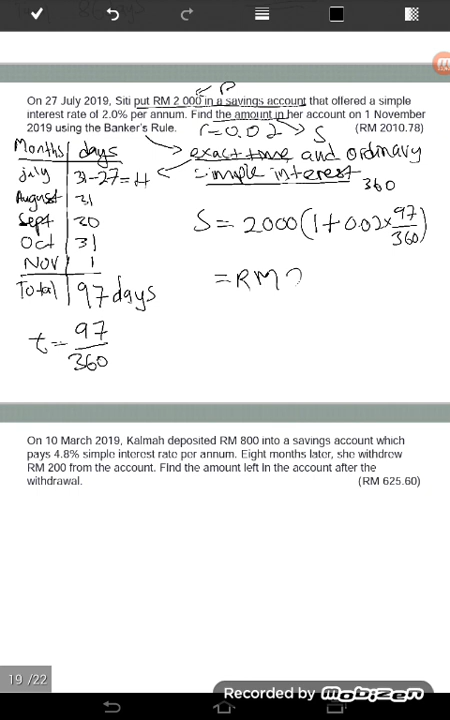 On 27 July 2019, Siti put RM 2 000 in a savings account that offered a simple
interest rate of 2.0% per annum. Find the amount in her account on 1 November
2019 using the Banker's Rule. (RM 2010.78)
P
r=0.02
S
Months days
exact time and ordinary
simple interest
360
july 31-27=4
August 31
Sept 30
Oct 31
Nov 1
Total 97 days
t= 97/360
S= 2000(1+0.02×97/360)
=RM 2
On 10 March 2019, Kalmah deposited RM 800 into a savings account which
pays 4.8% simple interest rate per annum. Eight months later, she withdrew
RM 200 from the account. Find the amount left in the account after the
withdrawal. (RM 625.60)
19 /22
Recorded by Mobizen